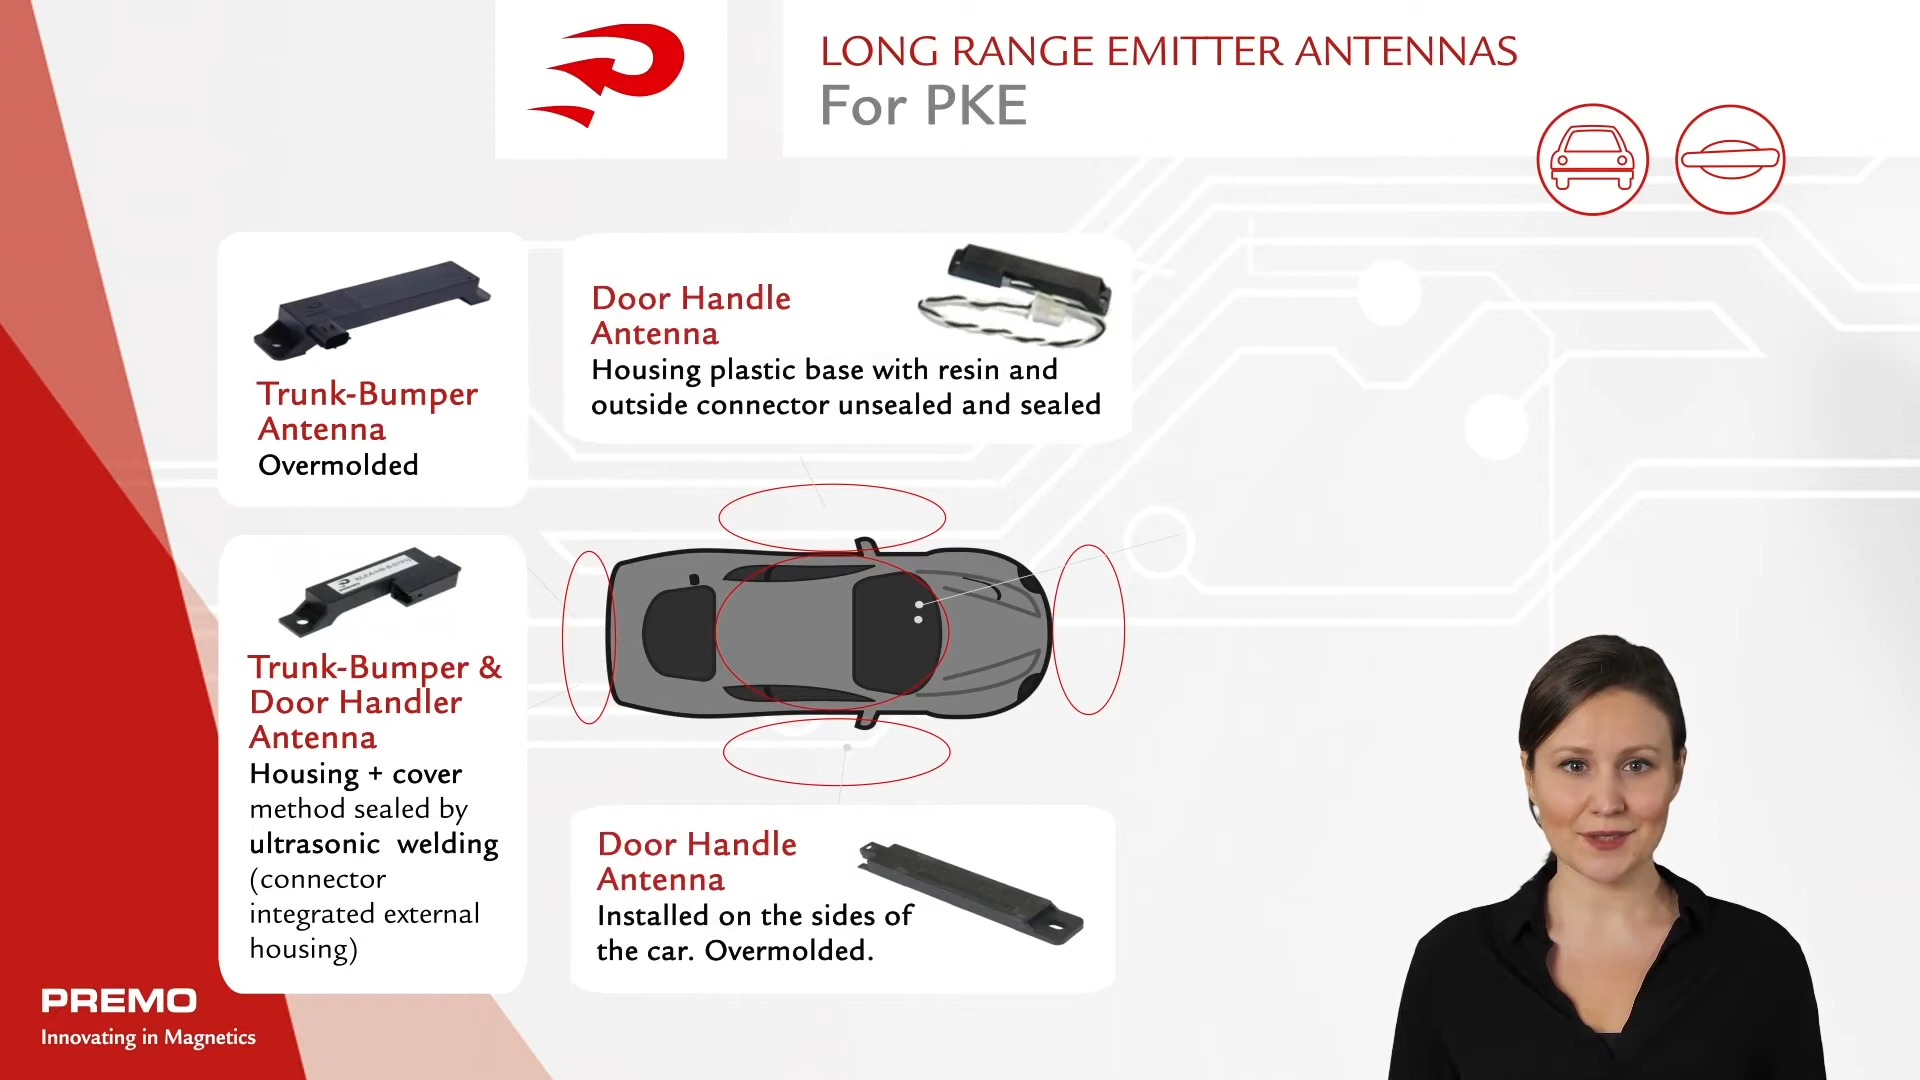 LONG RANGE EMITTER ANTENNAS
For PKE
Trunk-Bumper
Antenna
Overmolded
Door Handle
Antenna
Housing plastic base with resin and
outside connector unsealed and sealed
Trunk-Bumper &
Door Handler
Antenna
Housing + cover
method sealed by
ultrasonic welding
(connector
integrated external
housing)
Door Handle
Antenna
Installed on the sides of
the car. Overmolded.
PREMO
Innovating in Magnetics